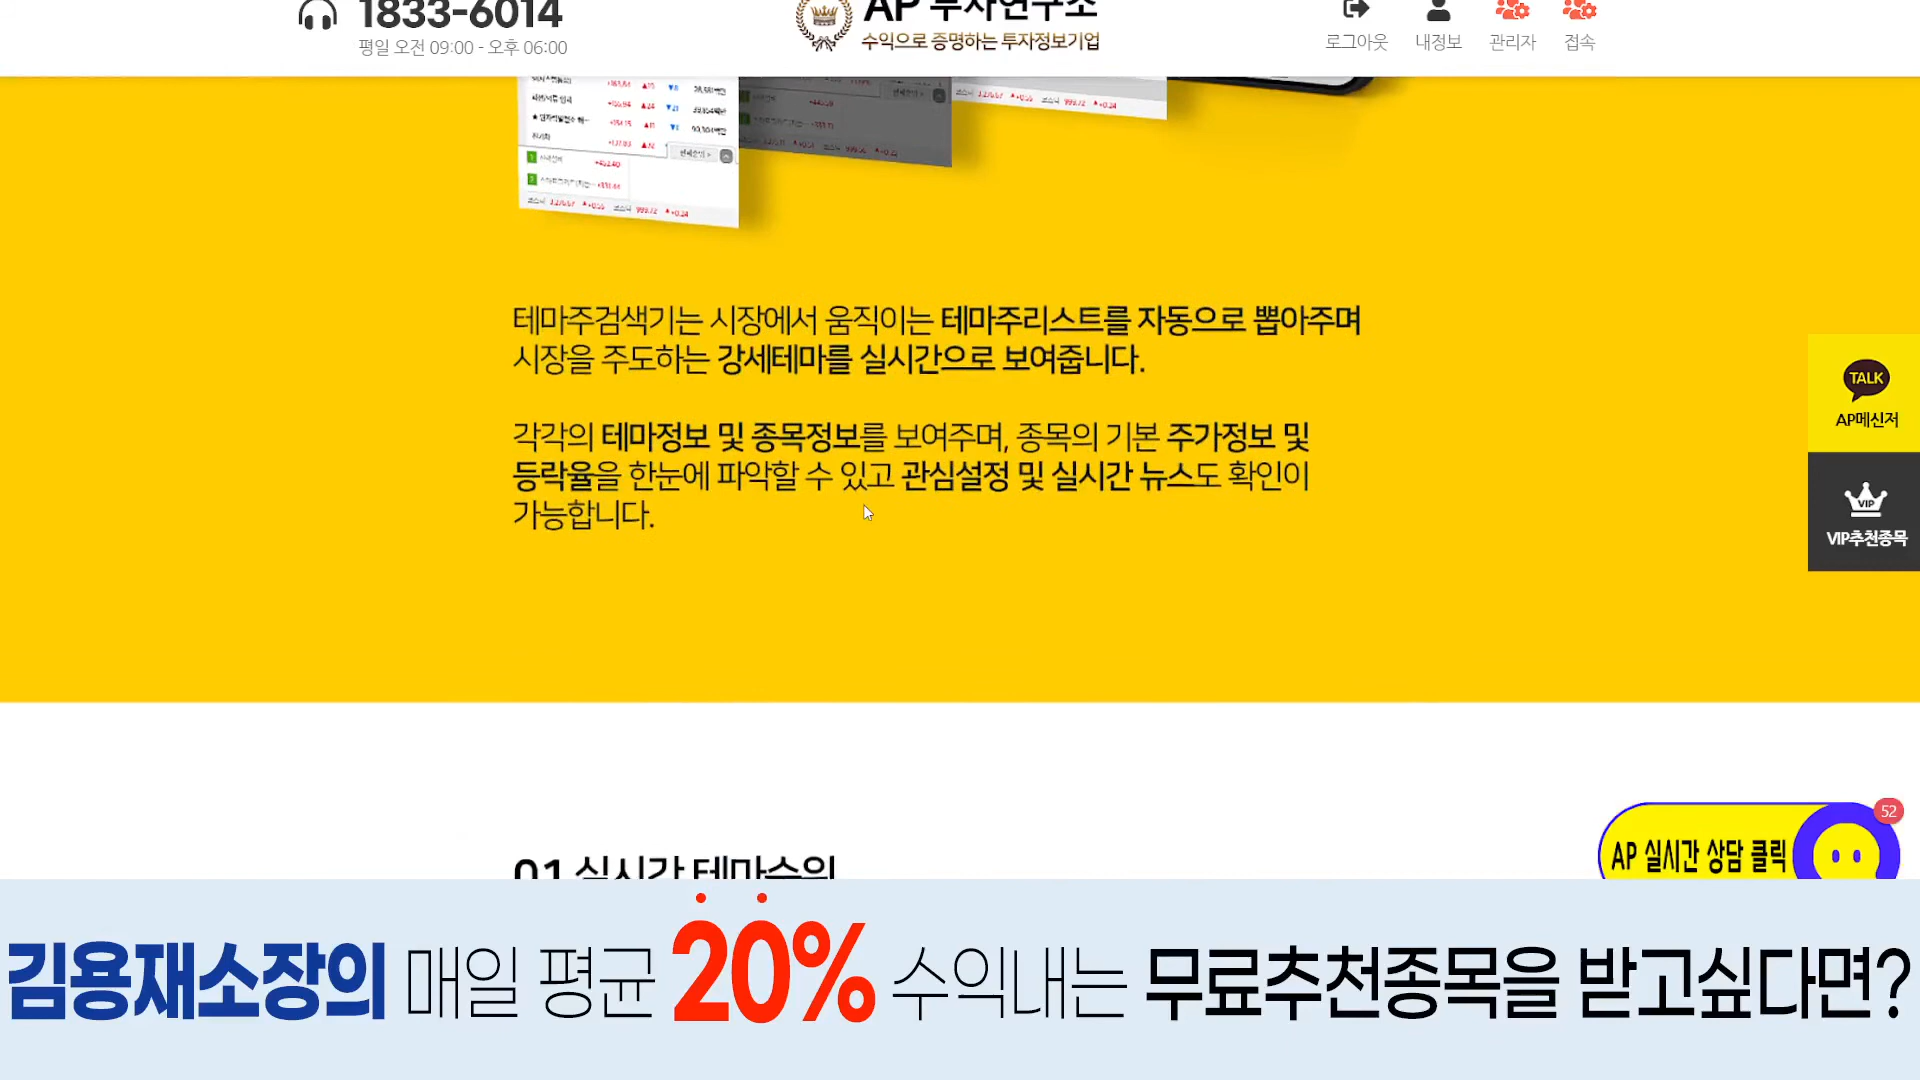 1833-6014
평일 오전 09:00 - 오후 06:00
AP 투자연구소
수익으로 증명하는 투자정보기업
로그아웃
내정보
관리자
접속
테마주검색기는 시장에서 움직이는 테마주리스트를 자동으로 뽑아주며
시장을 주도하는 강세테마를 실시간으로 보여줍니다.
각각의 테마정보 및 종목정보를 보여주며, 종목의 기본 주가정보 및
등락율을 한눈에 파악할 수 있고 관심설정 및 실시간 뉴스도 확인이
가능합니다.
TALK
AP메신저
VIP
VIP추천종목
01 실시간 테마순위
52
AP 실시간 상담 클릭
김용재소장의 매일 평균 20% 수익내는 무료추천종목을 받고싶다면?